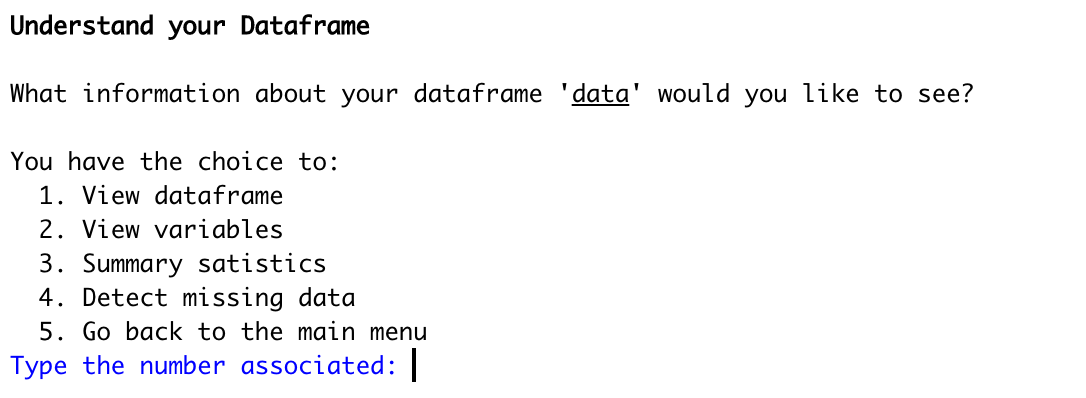 Understand your Dataframe
What information about your dataframe 'data' would you like to see?
You have the choice to:
1. View dataframe
2. View variables
3. Summary satistics
4. Detect missing data
5. Go back to the main menu
Type the number associated: